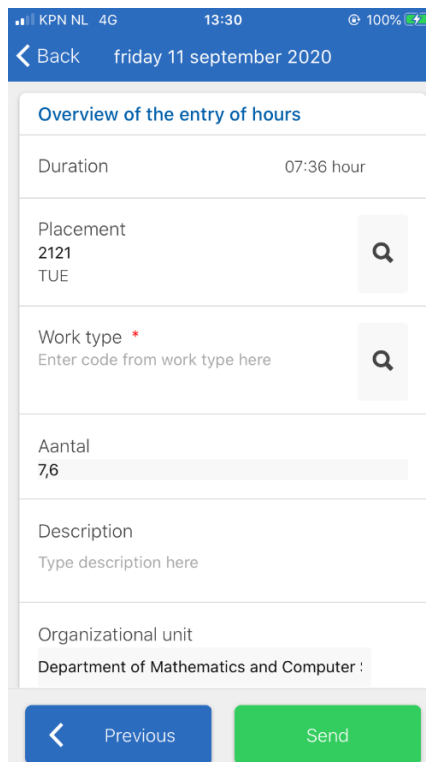 KPN NL 4G 13:30 100%
Back friday 11 september 2020
Overview of the entry of hours
Duration 07:36 hour
Placement
2121
TUE
Work type *
Enter code from work type here
Aantal
7,6
Description
Type description here
Organizational unit
Department of Mathematics and Computer
Previous Send